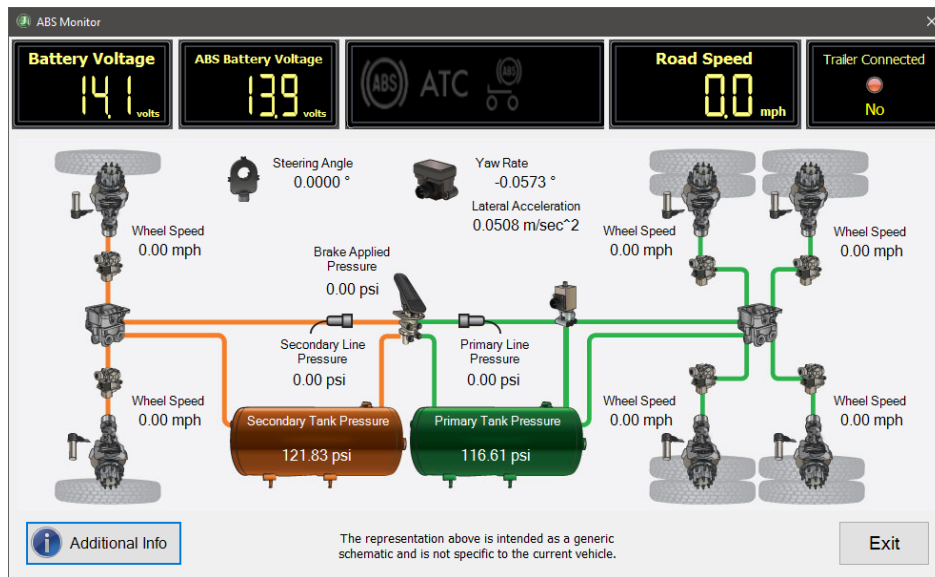 ABS Monitor
Battery Voltage
14.1 volts
ABS Battery Voltage
13.9 volts
(ABS) ATC (ABS)
Road Speed
0.0 mph
Trailer Connected
No
Steering Angle
0.0000 °
Yaw Rate
-0.0573 °
Lateral Acceleration
0.0508 m/sec^2
Wheel Speed
0.00 mph
Brake Applied
Pressure
0.00 psi
Wheel Speed
0.00 mph
Wheel Speed
0.00 mph
Secondary Line
Pressure
0.00 psi
Primary Line
Pressure
0.00 psi
Wheel Speed
0.00 mph
Secondary Tank Pressure
121.83 psi
Primary Tank Pressure
116.61 psi
Wheel Speed
0.00 mph
Wheel Speed
0.00 mph
Additional Info
The representation above is intended as a generic
schematic and is not specific to the current vehicle.
Exit